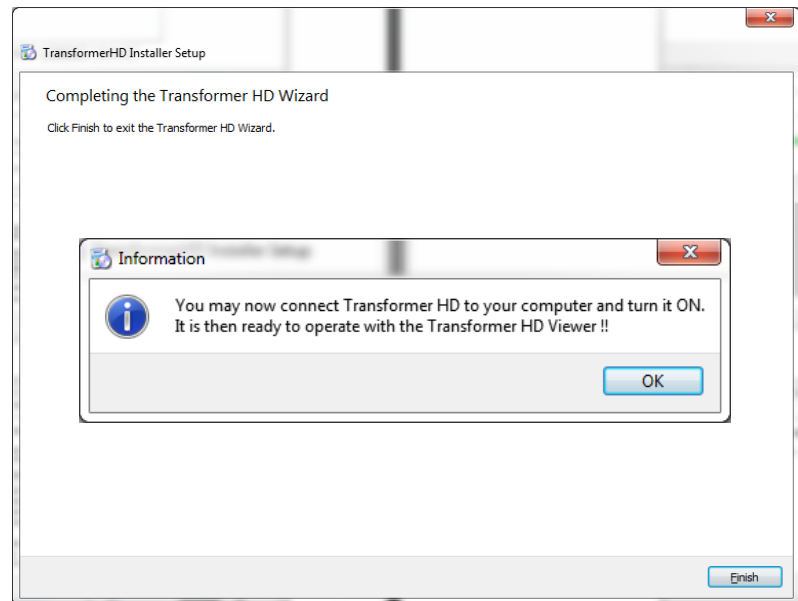 TransformerHD Installer Setup
Completing the Transformer HD Wizard
Click Finish to exit the Transformer HD Wizard.
Information
You may now connect Transformer HD to your computer and turn it ON.
It is then ready to operate with the Transformer HD Viewer !!
OK
Finish